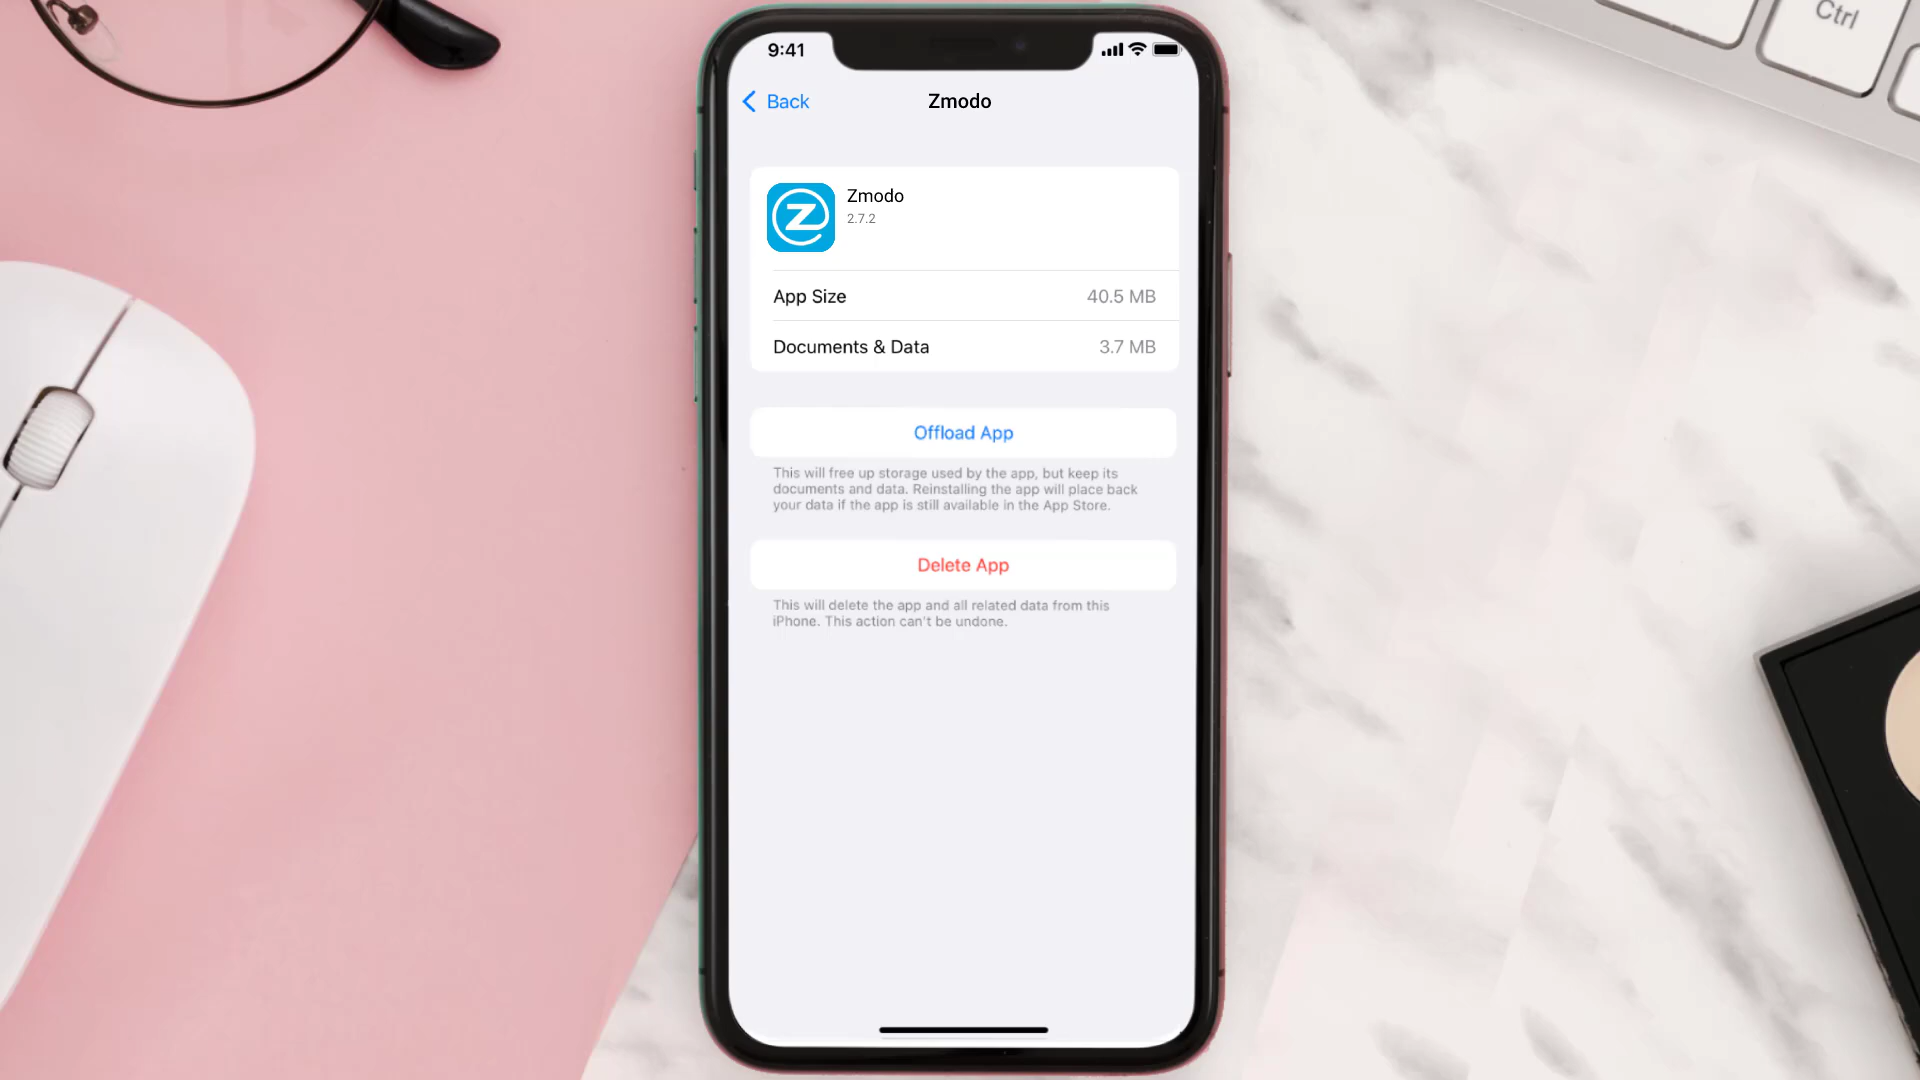 Ctrl
9:41
Back
Zmodo
Zmodo
2.7.2
App Size
40.5 MB
Documents & Data
3.7 MB
Offload App
This will free up storage used by the app, but keep its
documents and data. Reinstalling the app will place back
your data if the app is still available in the App Store.
Delete App
This will delete the app and all related data from this
iPhone. This action can't be undone.